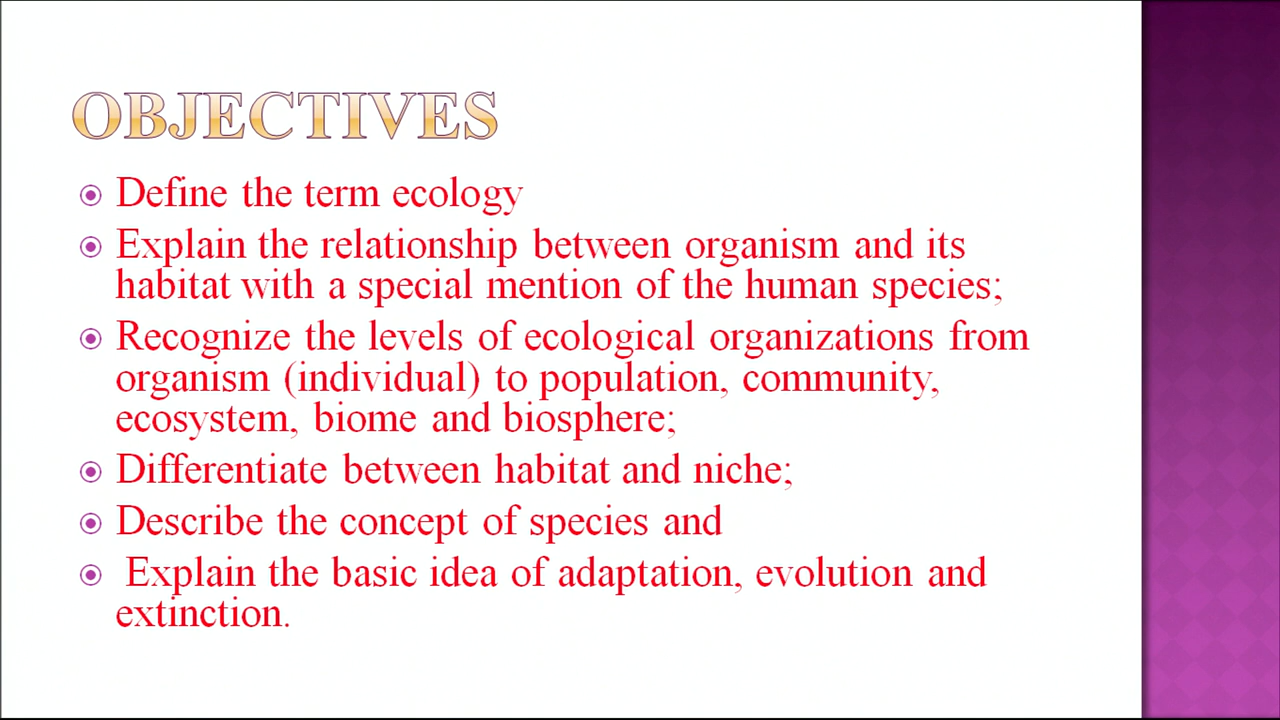 OBJECTIVES
Define the term ecology
Explain the relationship between organism and its
habitat with a special mention of the human species;
Recognize the levels of ecological organizations from
organism (individual) to population, community,
ecosystem, biome and biosphere;
Differentiate between habitat and niche;
Describe the concept of species and
Explain the basic idea of adaptation, evolution and
extinction.